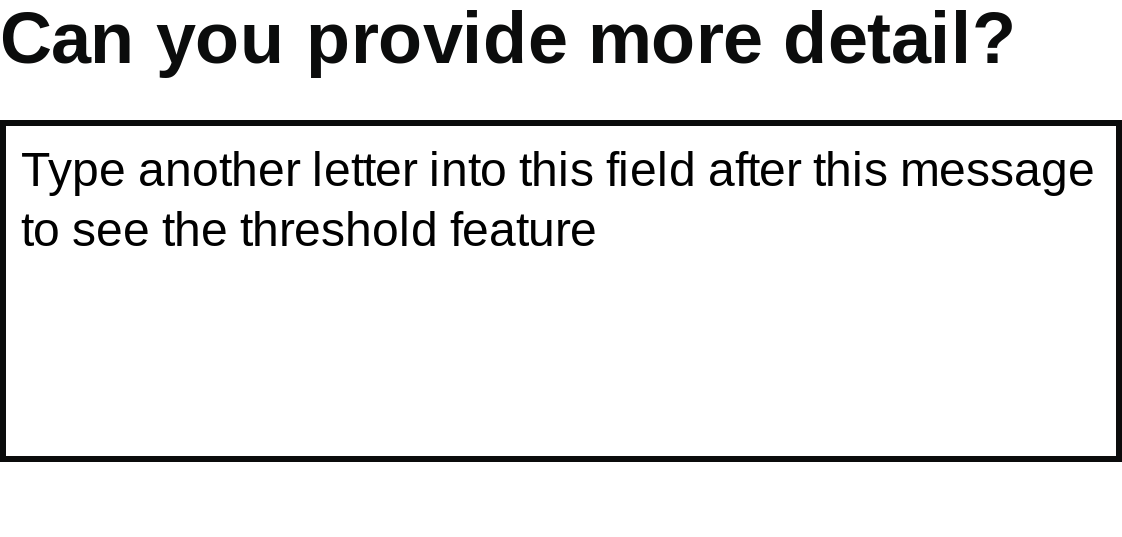 Can you provide more detail?
Type another letter into this field after this message
to see the threshold feature